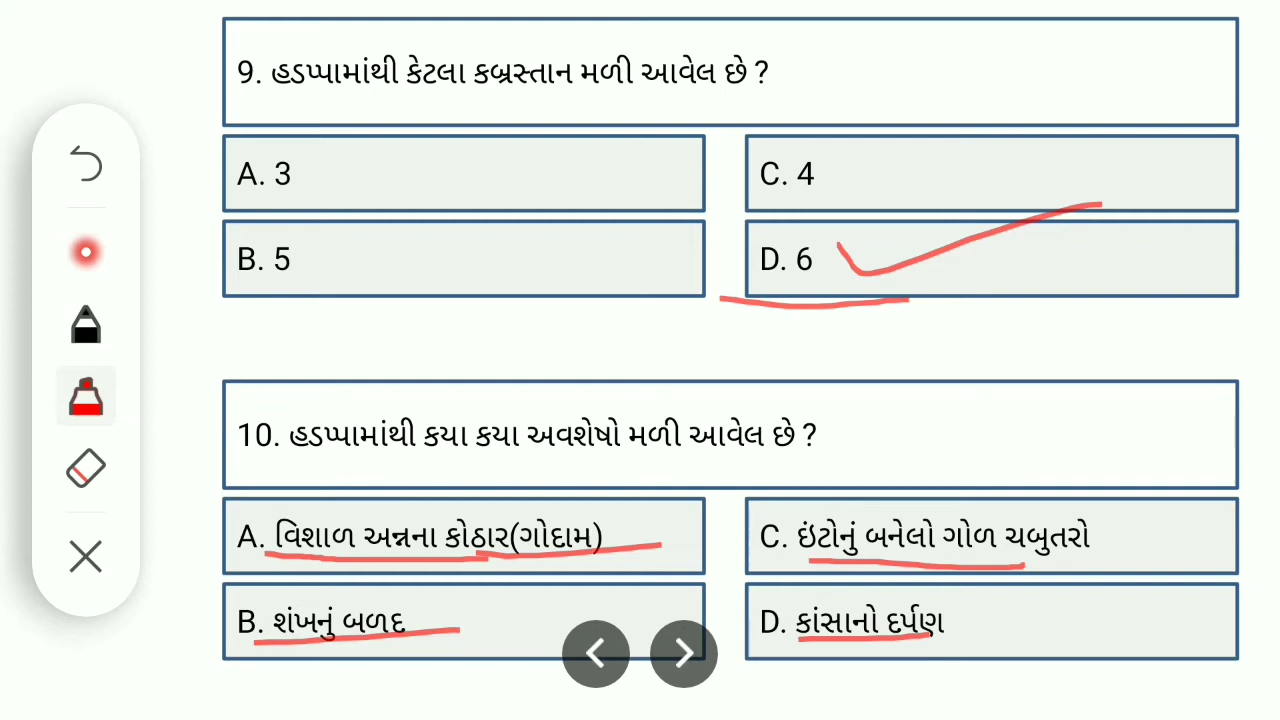 9. હડપ્પામાંથી કેટલા કબ્રસ્તાન મળી આવેલ છે ?
A. 3
C. 4
B. 5
D. 6
10. હડપ્પામાંથી કયા કયા અવશેષો મળી આવેલ છે ?
A. વિશાળ અન્નના કોઠાર(ગોદામ)
C. ઇંટોનું બનેલો ગોળ ચબુતરો
B. શંખનું બળદ
D. કાંસાનો દર્પણ